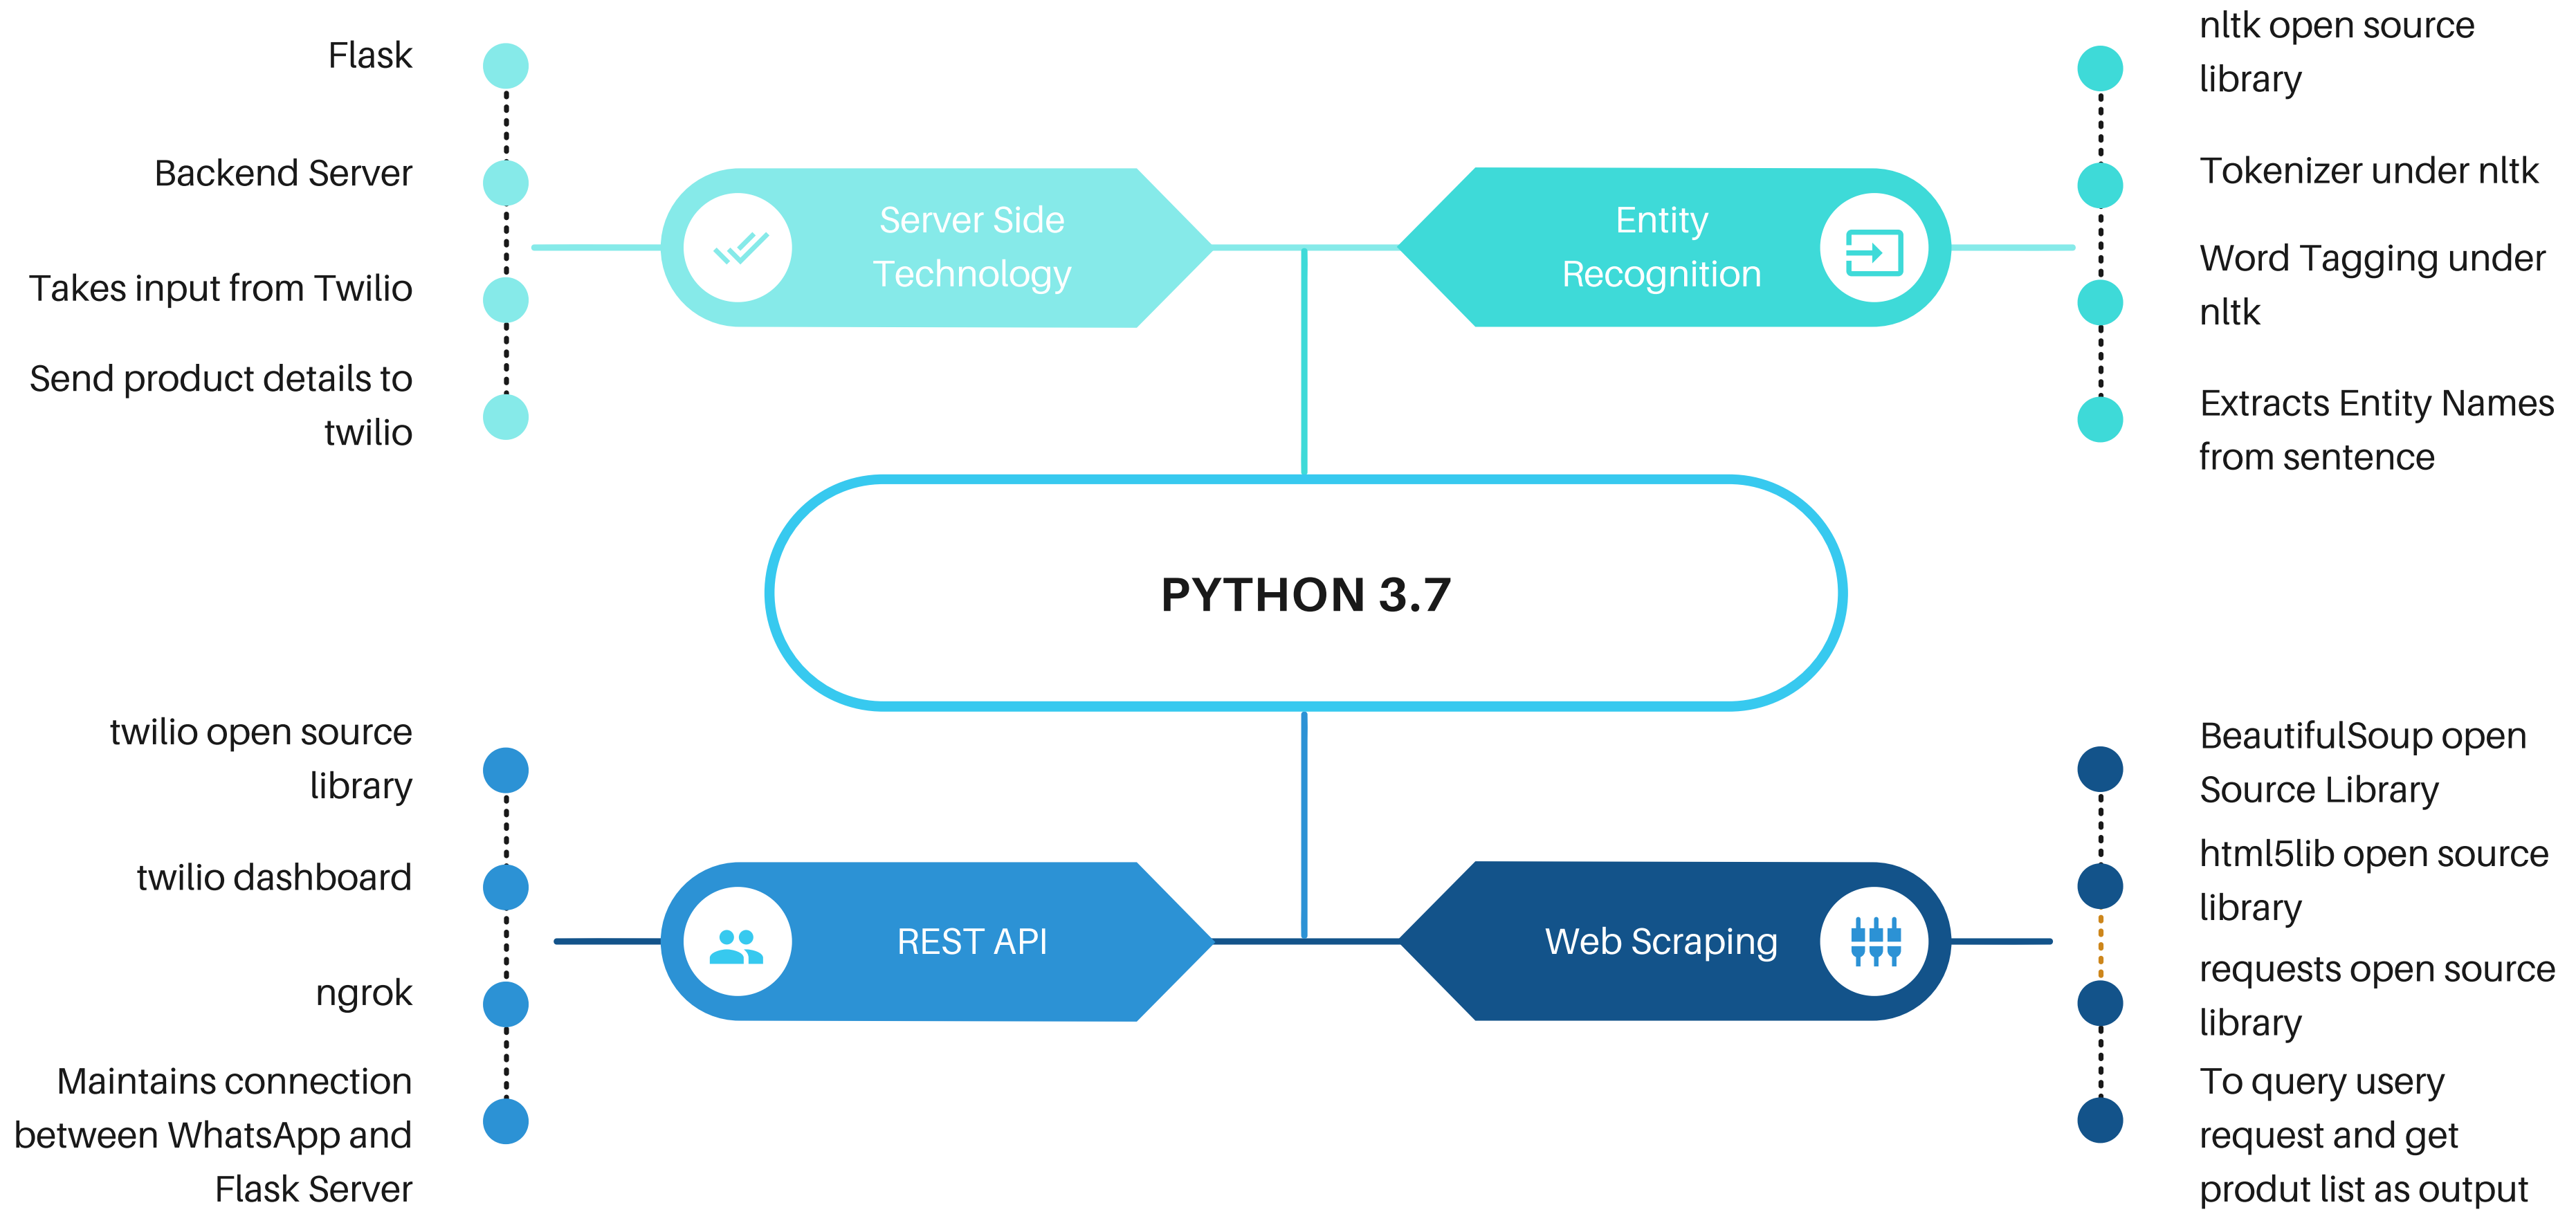 Flask
Backend Server
Takes input from Twilio
Send product details to
twilio
Server Side
Technology
Entity
Recognition
nltk open source
library
Tokenizer under nltk
Word Tagging under
nltk
Extracts Entity Names
from sentence
PYTHON 3.7
twilio open source
library
twilio dashboard
ngrok
Maintains connection
between WhatsApp and
Flask Server
REST API
Web Scraping
BeautifulSoup open
Source Library
html5lib open source
library
requests open source
library
To query usery
request and get
produt list as output